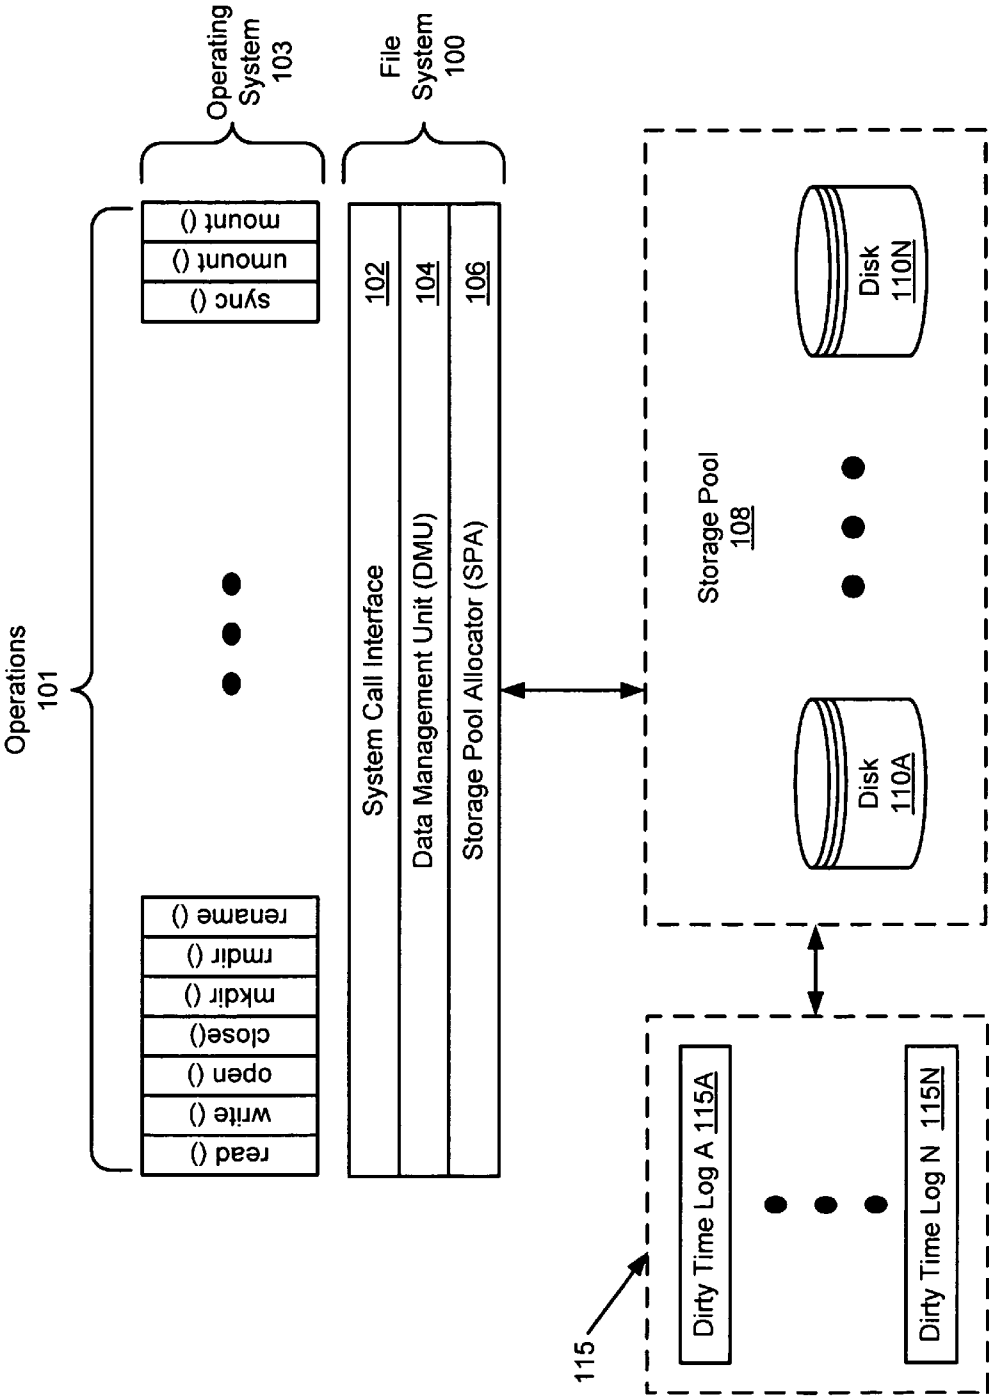 Operations
101
read ()
write ()
open ()
close()
mkdir ()
rmdir ()
rename ()
sync ()
umount ()
mount ()
Operating
System
103
System Call Interface 102
Data Management Unit (DMU) 104
Storage Pool Allocator (SPA) 106
File
System
100
115
Dirty Time Log A 115A
Dirty Time Log N 115N
Storage Pool
108
Disk
110A
Disk
110N